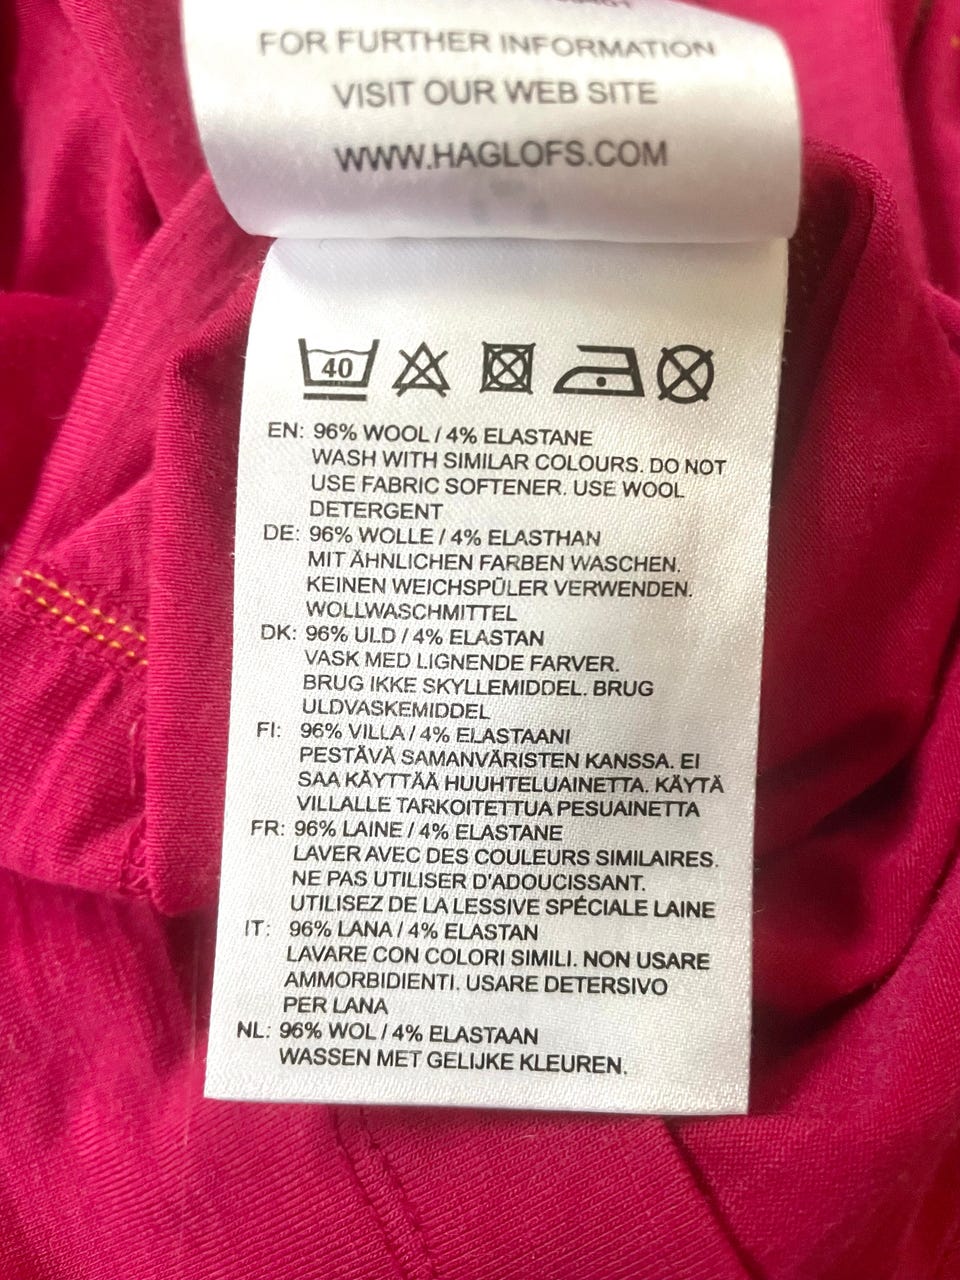 FOR FURTHER INFORMATION
VISIT OUR WEB SITE
WWW.HAGLOFS.COM
40
EN: 96% WOOL / 4% ELASTANE
WASH WITH SIMILAR COLOURS. DO NOT
USE FABRIC SOFTENER. USE WOOL
DETERGENT
DE: 96% WOLLE / 4% ELASTHAN
MIT ÄHNLICHEN FARBEN WASCHEN.
KEINEN WEICHSPÜLER VERWENDEN.
WOLLWASCHMITTEL
DK: 96% ULD / 4% ELASTAN
VASK MED LIGNENDE FARVER.
BRUG IKKE SKYLLEMIDDEL. BRUG
ULDVASKEMIDDEL
FI: 96% VILLA / 4% ELASTAANI
PESTÄVÄ SAMANVÄRISTEN KANSSA. EI
SAA KÄYTTÄÄ HUUHTELUAINETTA. KÄYTÄ
VILLALLE TARKOITETTUA PESUAINETTA
FR: 96% LAINE / 4% ELASTANE
LAVER AVEC DES COULEURS SIMILAIRES.
NE PAS UTILISER D'ADOUCISSANT.
UTILISEZ DE LA LESSIVE SPÉCIALE LAINE
IT: 96% LANA / 4% ELASTAN
LAVARE CON COLORI SIMILI. NON USARE
AMMORBIDIENTI. USARE DETERSIVO
PER LANA
NL: 96% WOL / 4% ELASTAAN
WASSEN MET GELIJKE KLEUREN.